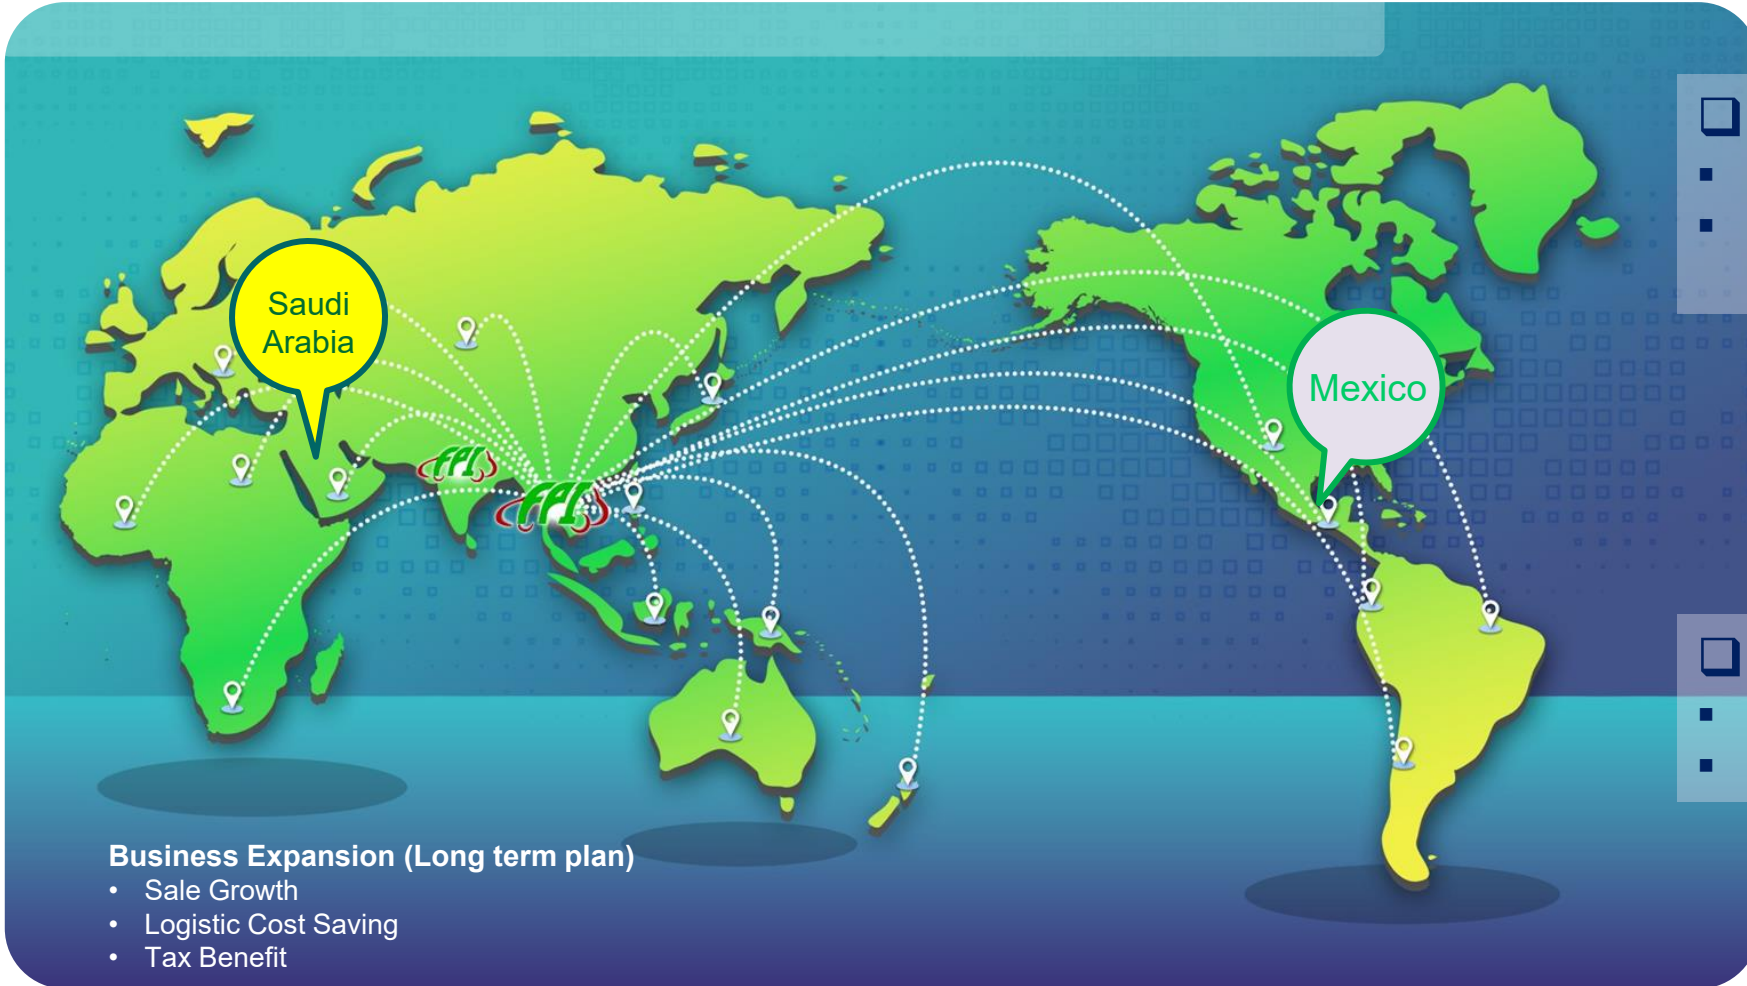 Saudi
Arabia
Mexico
FPI
FPI
Business Expansion (Long term plan)
• Sale Growth
• Logistic Cost Saving
• Tax Benefit